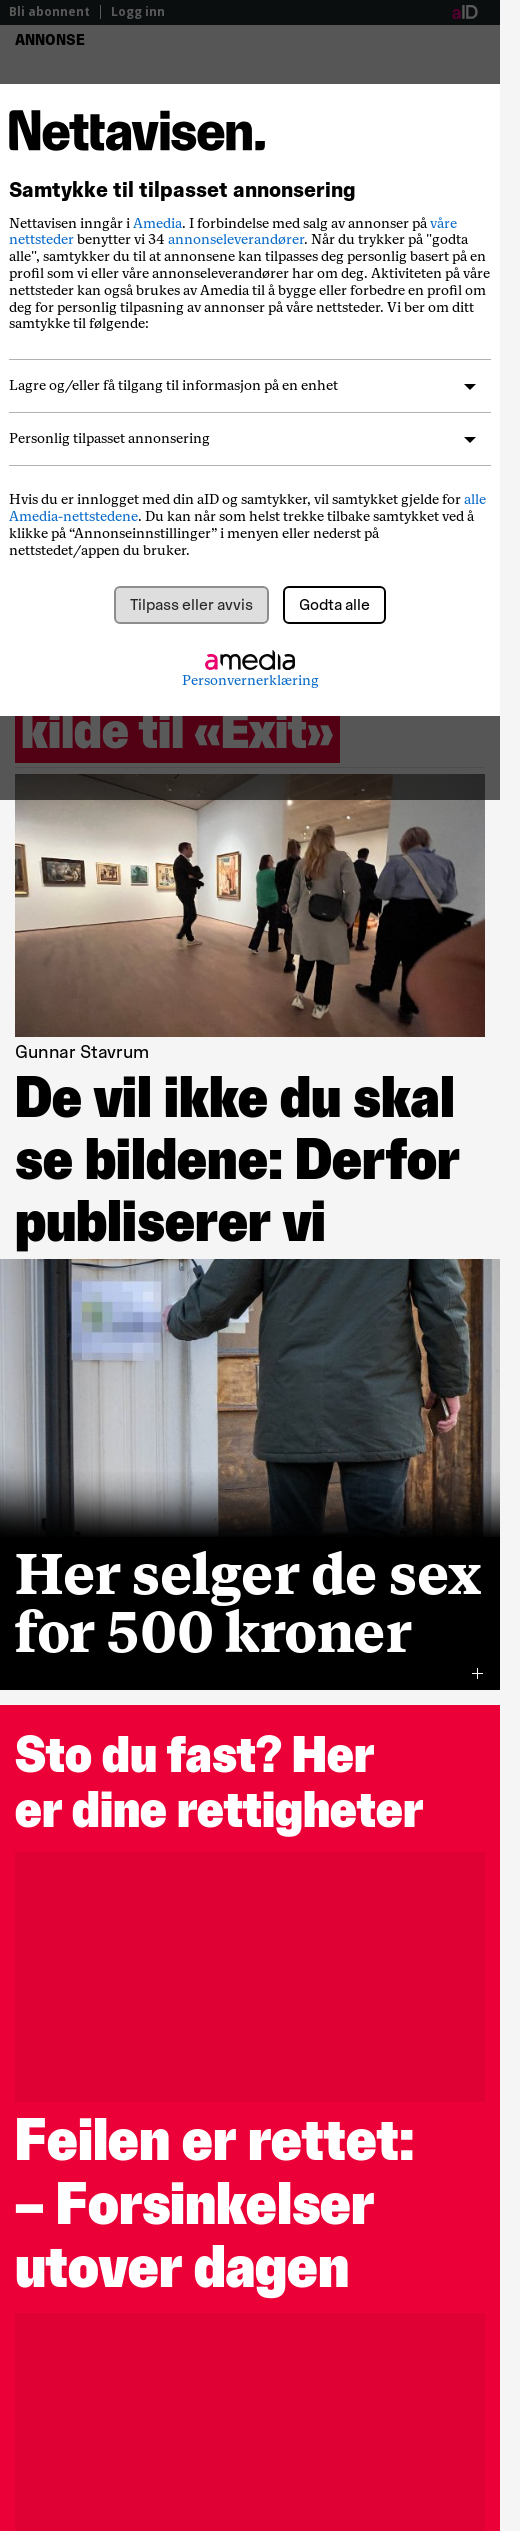 Bli abonnent | Logg inn
aID
ANNONSE
Nettavisen.
Samtykke til tilpasset annonsering
Nettavisen inngår i Amedia. I forbindelse med salg av annonser på våre
nettsteder benytter vi 34 annonseleverandører. Når du trykker på "godta
alle", samtykker du til at annonsene kan tilpasses deg personlig basert på en
profil som vi eller våre annonseleverandører har om deg. Aktiviteten på våre
nettsteder kan også brukes av Amedia til å bygge eller forbedre en profil om
deg for personlig tilpasning av annonser på våre nettsteder. Vi ber om ditt
samtykke til følgende:
Lagre og/eller få tilgang til informasjon på en enhet
Personlig tilpasset annonsering
Hvis du er innlogget med din aID og samtykker, vil samtykket gjelde for alle
Amedia-nettstedene. Du kan når som helst trekke tilbake samtykket ved å
klikke på “Annonseinnstillinger” i menyen eller nederst på
nettstedet/appen du bruker.
Tilpass eller avvis
Godta alle
amedia
Personvernerklæring
kilde til «Exit»
Gunnar Stavrum
De vil ikke du skal
se bildene: Derfor
publiserer vi
Her selger de sex
for 500 kroner
Sto du fast? Her
er dine rettigheter
Feilen er rettet:
– Forsinkelser
utover dagen